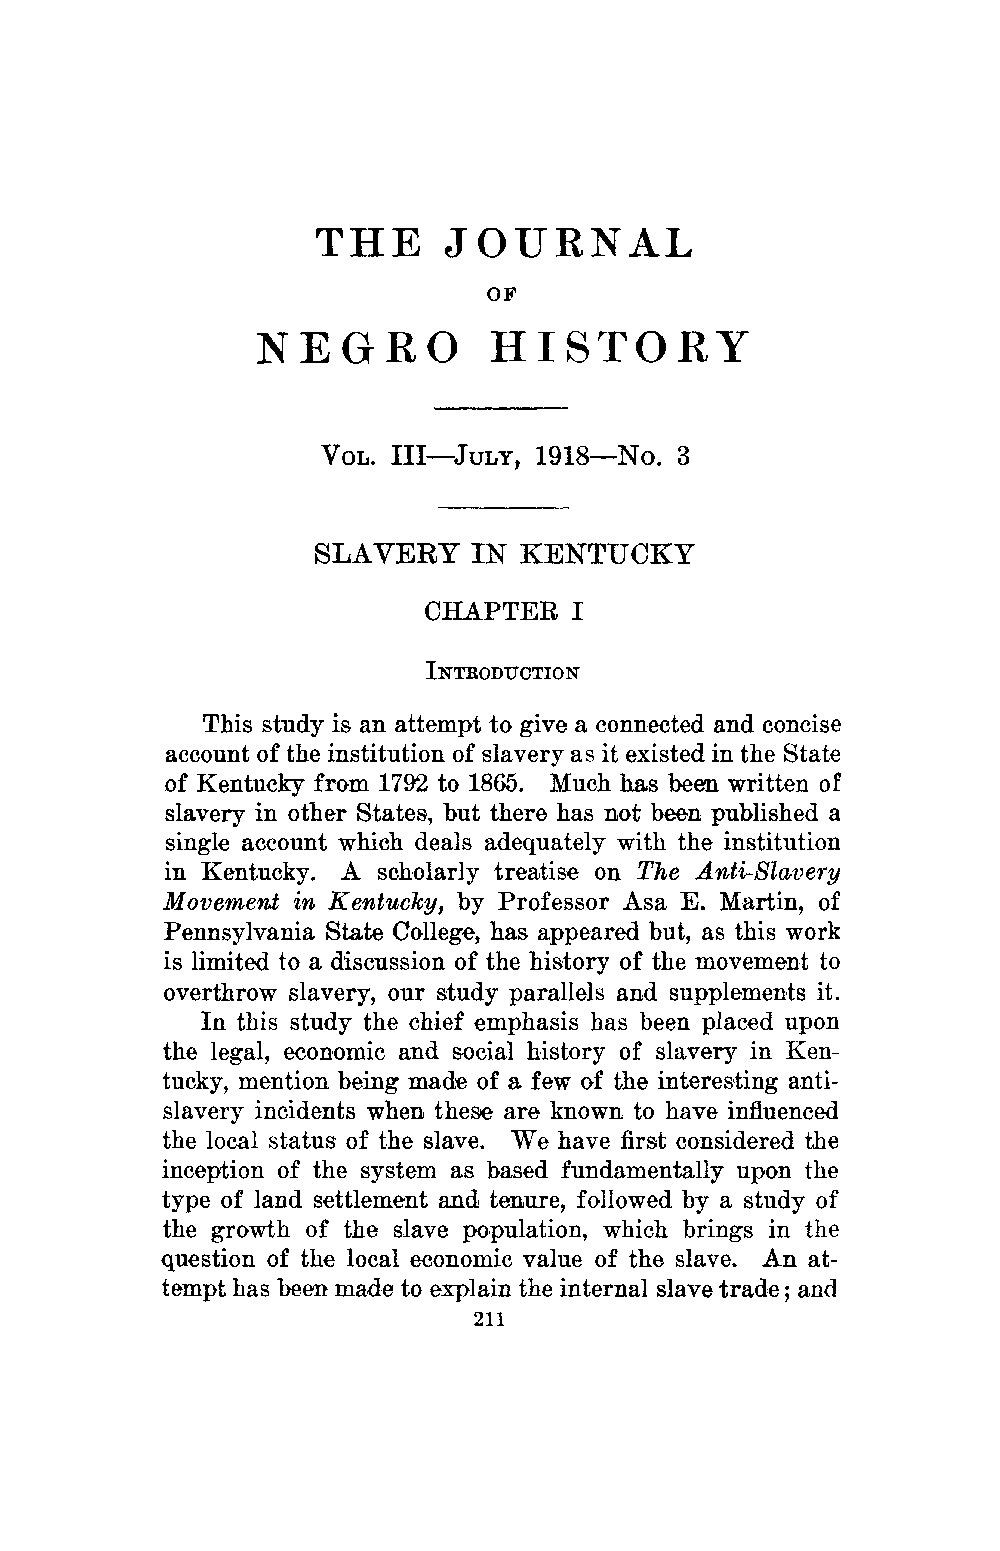 THE JOURNAL
OF
NEGRO HISTORY
VOL. III—JULY, 1918—NO. 3
SLAVERY IN KENTUCKY
CHAPTER I
INTRODUCTION
This study is an attempt to give a connected and concise
account of the institution of slavery as it existed in the State
of Kentucky from 1792 to 1865. Much has been written of
slavery in other States, but there has not been published a
single account which deals adequately with the institution
in Kentucky. A scholarly treatise on The Anti-Slavery
Movement in Kentucky, by Professor Asa E. Martin, of
Pennsylvania State College, has appeared but, as this work
is limited to a discussion of the history of the movement to
overthrow slavery, our study parallels and supplements it.
In this study the chief emphasis has been placed upon
the legal, economic and social history of slavery in Ken-
tucky, mention being made of a few of the interesting anti-
slavery incidents when these are known to have influenced
the local status of the slave. We have first considered the
inception of the system as based fundamentally upon the
type of land settlement and tenure, followed by a study of
the growth of the slave population, which brings in the
question of the local economic value of the slave. An at-
tempt has been made to explain the internal slave trade; and
211